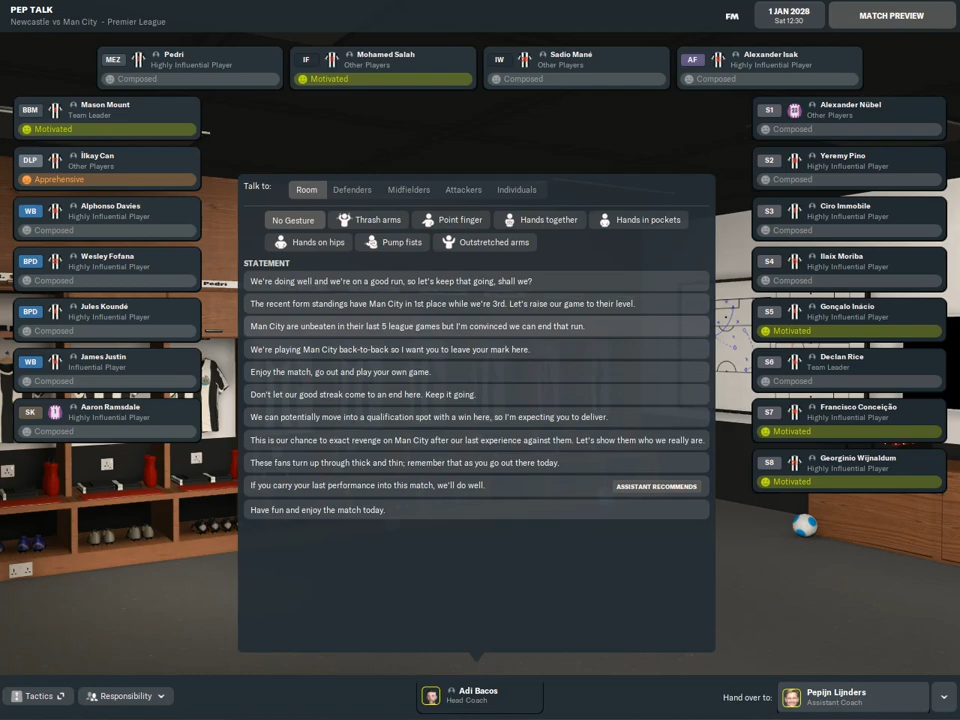 PEP TALK
Newcastle vs Man City - Premier League
FM
1 JAN 2028
Sat 12:30
MATCH PREVIEW
MEZ
Pedri
Highly Influential Player
Composed
IF
Mohamed Salah
Other Players
Motivated
IW
Sadio Mané
Other Players
Composed
AF
Alexander Isak
Highly Influential Player
Composed
BBM
Mason Mount
Team Leader
Motivated
DLP
İlkay Can
Other Players
Apprehensive
WB
Alphonso Davies
Highly Influential Player
Composed
BPD
Wesley Fofana
Highly Influential Player
Composed
Pedri
BPD
Jules Koundé
Highly Influential Player
Composed
WB
James Justin
Influential Player
Composed
SK
Aaron Ramsdale
Highly Influential Player
Composed
Talk to:
Room
Defenders
Midfielders
Attackers
Individuals
No Gesture
Thrash arms
Point finger
Hands together
Hands in pockets
Hands on hips
Pump fists
Outstretched arms
STATEMENT
We're doing well and we're on a good run, so let's keep that going, shall we?
The recent form standings have Man City in 1st place while we're 3rd. Let's raise our game to their level.
Man City are unbeaten in their last 5 league games but I'm convinced we can end that run.
We're playing Man City back-to-back so I want you to leave your mark here.
Enjoy the match, go out and play your own game.
Don't let our good streak come to an end here. Keep it going.
We can potentially move into a qualification spot with a win here, so I'm expecting you to deliver.
This is our chance to exact revenge on Man City after our last experience against them. Let's show them who we really are.
These fans turn up through thick and thin; remember that as you go out there today.
If you carry your last performance into this match, we'll do well.
ASSISTANT RECOMMENDS
Have fun and enjoy the match today.
S1
Alexander Nübel
Other Players
Composed
S2
Yeremy Pino
Highly Influential Player
Composed
S3
Ciro Immobile
Highly Influential Player
Composed
S4
Ilaix Moriba
Highly Influential Player
Composed
S5
Gonçalo Inácio
Highly Influential Player
Motivated
S6
Declan Rice
Team Leader
Composed
S7
Francisco Conceição
Highly Influential Player
Motivated
S8
Georginio Wijnaldum
Highly Influential Player
Motivated
Tactics
Responsibility
Adi Bacos
Head Coach
Hand over to:
Pepijn Lijnders
Assistant Coach